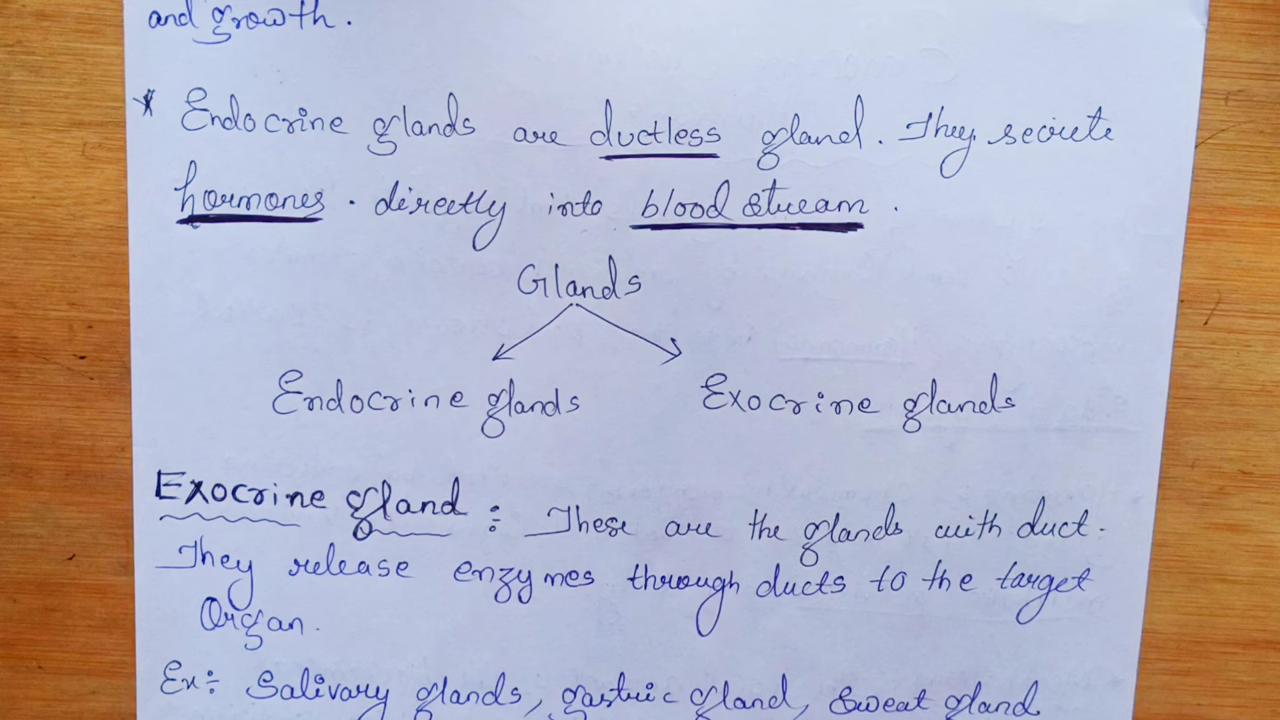 and growth.
* Endocrine glands are ductless gland. They secrete
hormones. directly into blood stream.
Glands
Endocrine glands Exocrine glands
Exocrine gland : These are the glands with duct.
They release enzymes through ducts to the target
Organ.
Ex: Salivary glands, gastric gland, Sweat gland